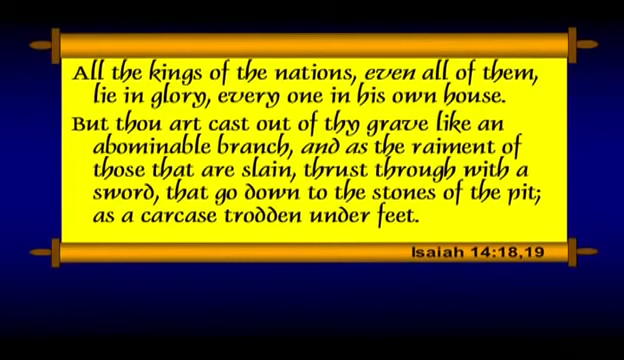 All the kings of the nations, even all of them,
lie in glory, every one in his own house.
But thou art cast out of thy grave like an
abominable branch, and as the raiment of
those that are slain, thrust through with a
sword, that go down to the stones of the pit;
as a carcase trodden under feet.
Isaiah 14:18,19